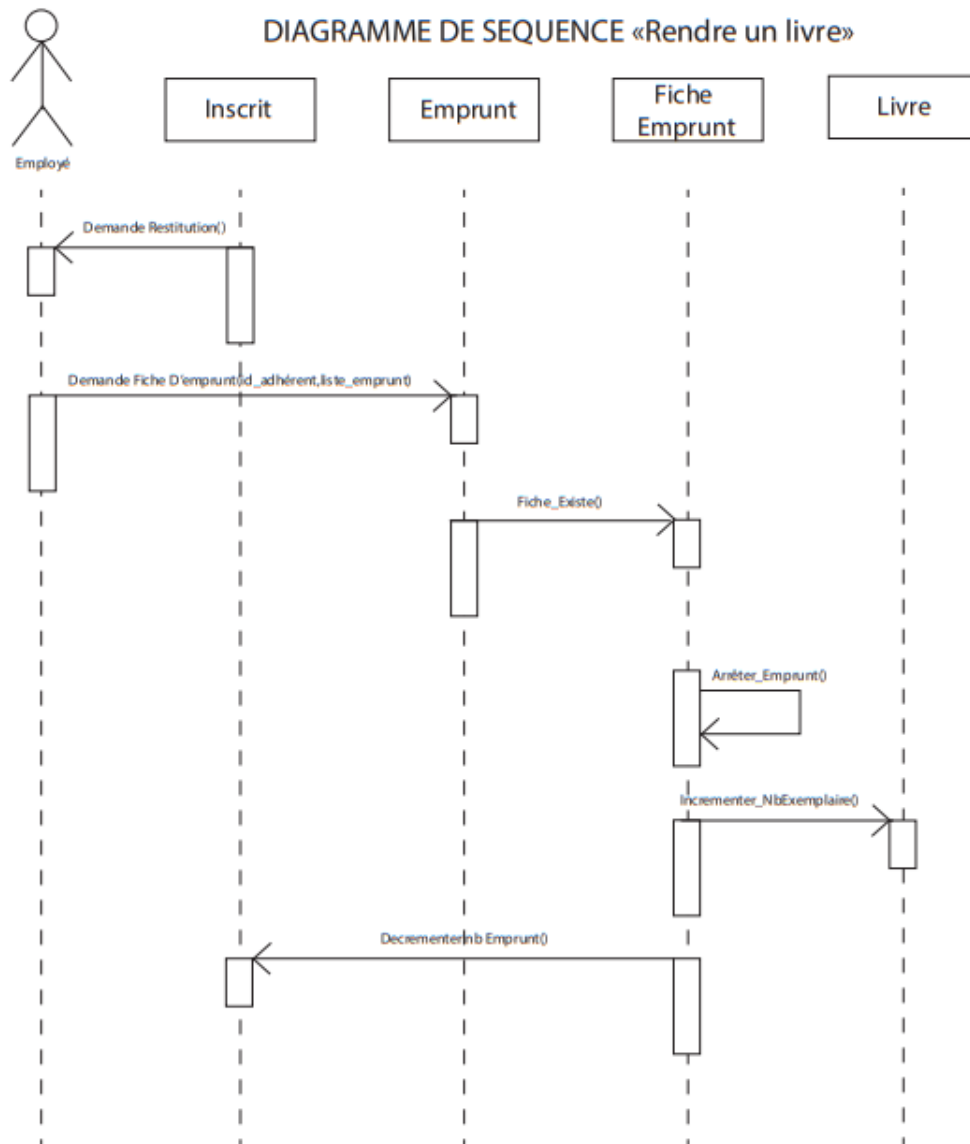 DIAGRAMME DE SEQUENCE «Rendre un livre»
Inscrit
Emprunt
Fiche
Emprunt
Livre
Employé
Demande Restitution()
Demande Fiche D'emprunt(id_adhérent,liste_emprunt)
Fiche_Existe()
Arrêter_Emprunt()
Incrementer_NbExemplaire()
Decrementer nb Emprunt()